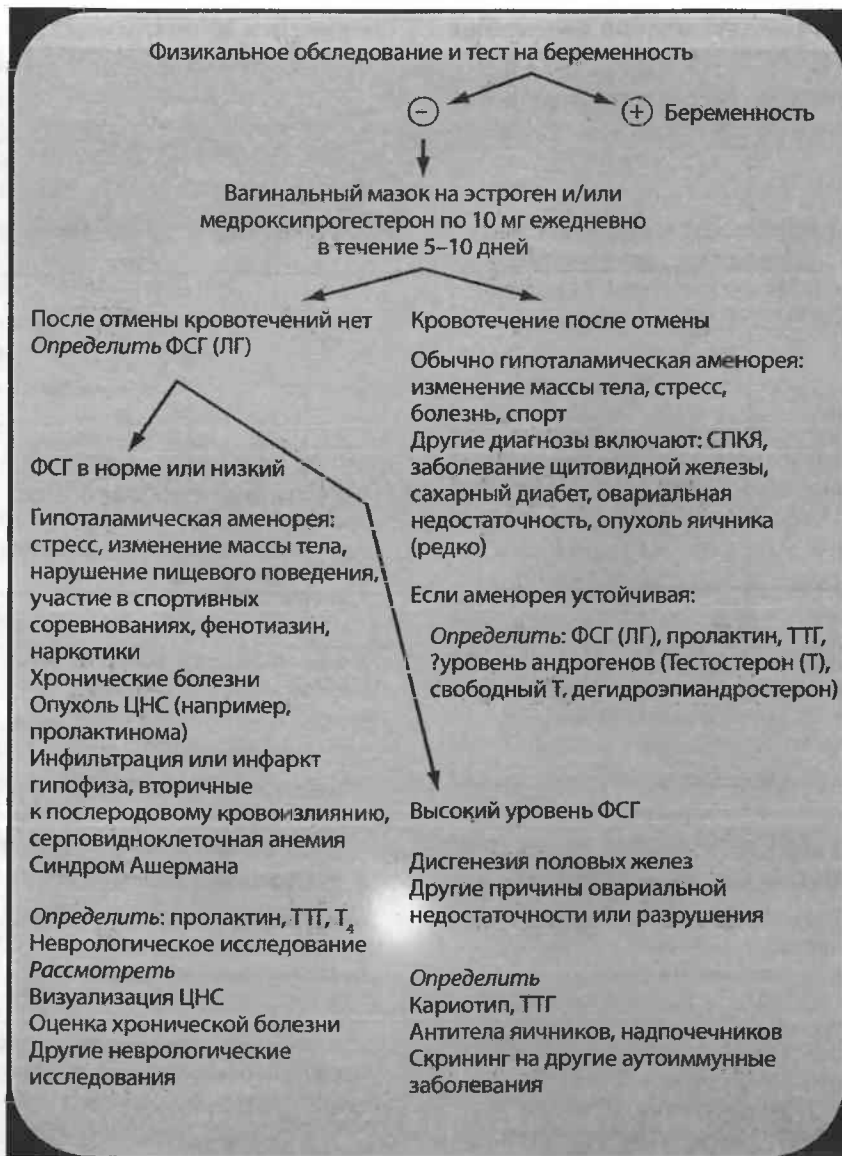 Физикальное обследование и тест на беременность
− + Беременность
Вагинальный мазок на эстроген и/или
медроксипрогестерон по 10 мг ежедневно
в течение 5–10 дней
После отмены кровотечений нет
Определить ФСГ (ЛГ)
Кровотечение после отмены
Обычно гипоталамическая аменорея:
изменение массы тела, стресс,
болезнь, спорт
Другие диагнозы включают: СПКЯ,
заболевание щитовидной железы,
сахарный диабет, овариальная
недостаточность, опухоль яичника
(редко)
Если аменорея устойчивая:
Определить: ФСГ (ЛГ), пролактин, ТТГ,
?уровень андрогенов (Тестостерон (Т),
свободный Т, дегидроэпиандростерон)
ФСГ в норме или низкий
Гипоталамическая аменорея:
стресс, изменение массы тела,
нарушение пищевого поведения,
участие в спортивных
соревнованиях, фенотиазин,
наркотики
Хронические болезни
Опухоль ЦНС (например,
пролактинома)
Инфильтрация или инфаркт
гипофиза, вторичные
к послеродовому кровоизлиянию,
серповидноклеточная анемия
Синдром Ашермана
Определить: пролактин, ТТГ, Т₄
Неврологическое исследование
Рассмотреть
Визуализация ЦНС
Оценка хронической болезни
Другие неврологические
исследования
Высокий уровень ФСГ
Дисгенезия половых желез
Другие причины овариальной
недостаточности или разрушения
Определить
Кариотип, ТТГ
Антитела яичников, надпочечников
Скрининг на другие аутоиммунные
заболевания